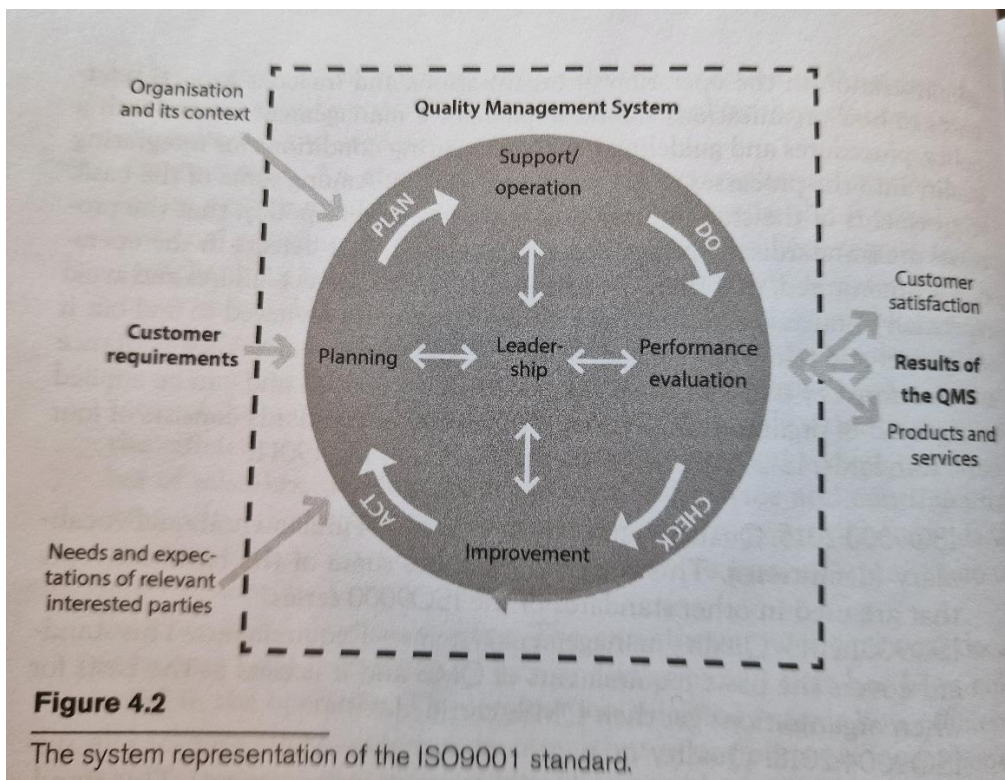 Organisation
and its context
Quality Management System
Support/
operation
PLAN
DO
Customer
requirements
Planning
Leader-
ship
Performance
evaluation
Customer
satisfaction
Results of
the QMS
Products and
services
ACT
CHECK
Improvement
Needs and expec-
tations of relevant
interested parties
Figure 4.2
The system representation of the ISO9001 standard.